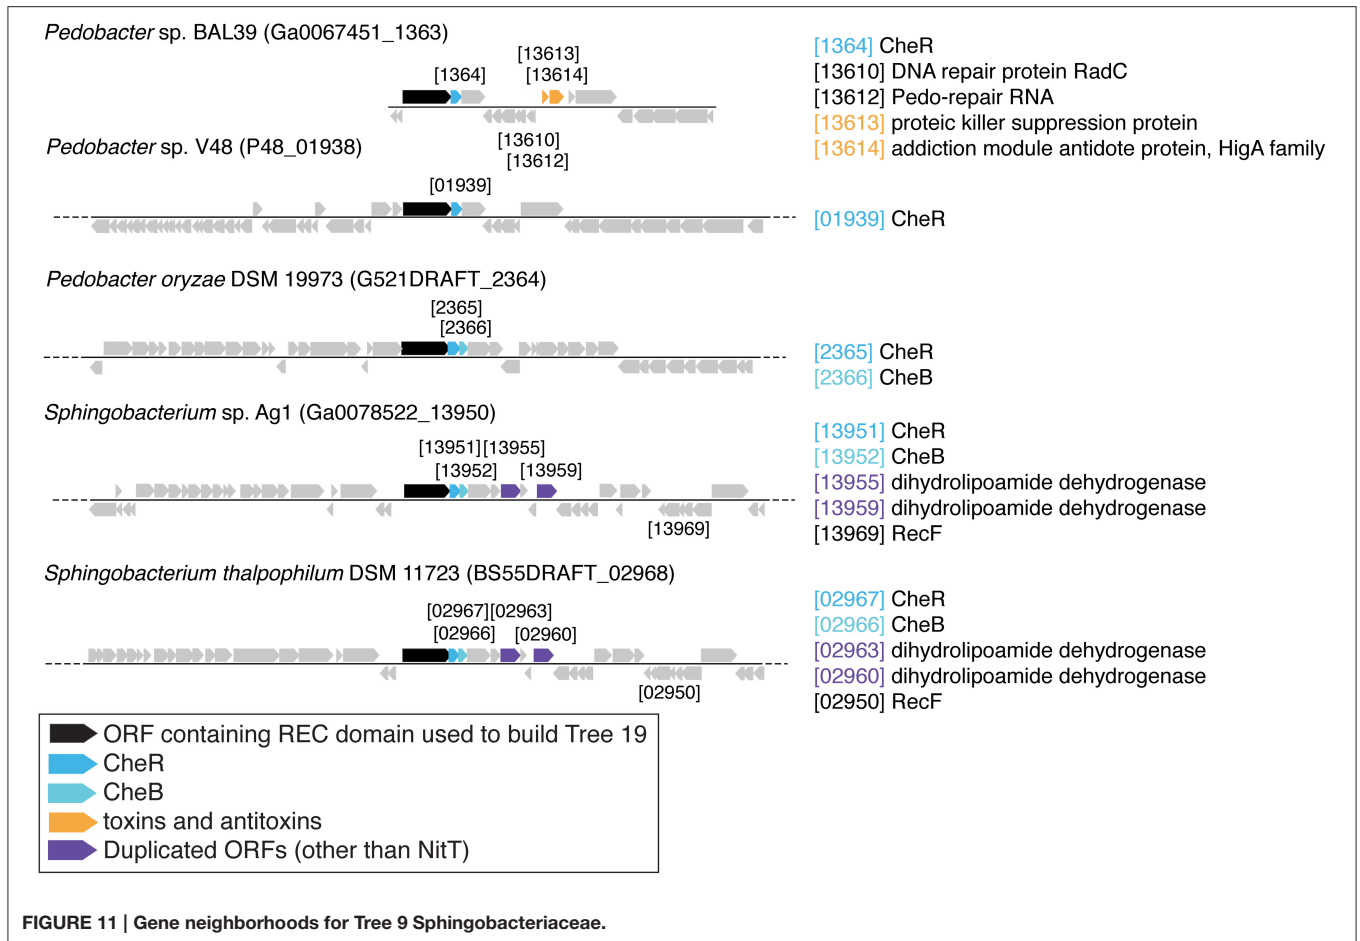 Pedobacter sp. BAL39 (Ga0067451_1363)
[13613]
[1364] [13614]
[13610]
[13612]
[1364] CheR
[13610] DNA repair protein RadC
[13612] Pedo-repair RNA
[13613] proteic killer suppression protein
[13614] addiction module antidote protein, HigA family
Pedobacter sp. V48 (P48_01938)
[01939]
[01939] CheR
Pedobacter oryzae DSM 19973 (G521DRAFT_2364)
[2365]
[2366]
[2365] CheR
[2366] CheB
Sphingobacterium sp. Ag1 (Ga0078522_13950)
[13951] [13955]
[13952] [13959]
[13969]
[13951] CheR
[13952] CheB
[13955] dihydrolipoamide dehydrogenase
[13959] dihydrolipoamide dehydrogenase
[13969] RecF
Sphingobacterium thalpophilum DSM 11723 (BS55DRAFT_02968)
[02967] [02963]
[02966] [02960]
[02950]
[02967] CheR
[02966] CheB
[02963] dihydrolipoamide dehydrogenase
[02960] dihydrolipoamide dehydrogenase
[02950] RecF
ORF containing REC domain used to build Tree 19
CheR
CheB
toxins and antitoxins
Duplicated ORFs (other than NitT)
FIGURE 11 | Gene neighborhoods for Tree 9 Sphingobacteriaceae.